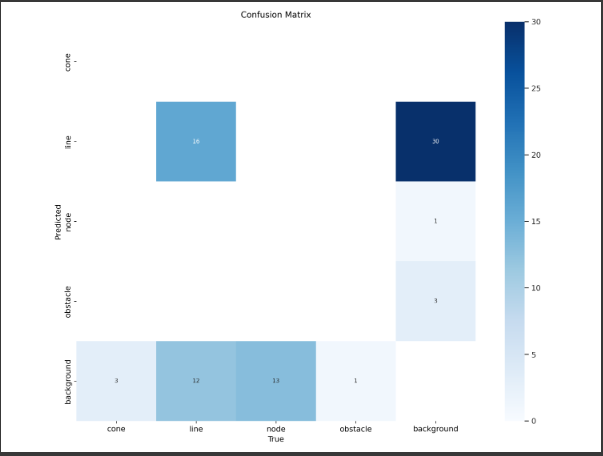 Confusion Matrix
cone
line
node
obstacle
background
Predicted
16
30
1
3
3
12
13
1
cone
line
node
obstacle
background
True
30
25
20
15
10
5
0